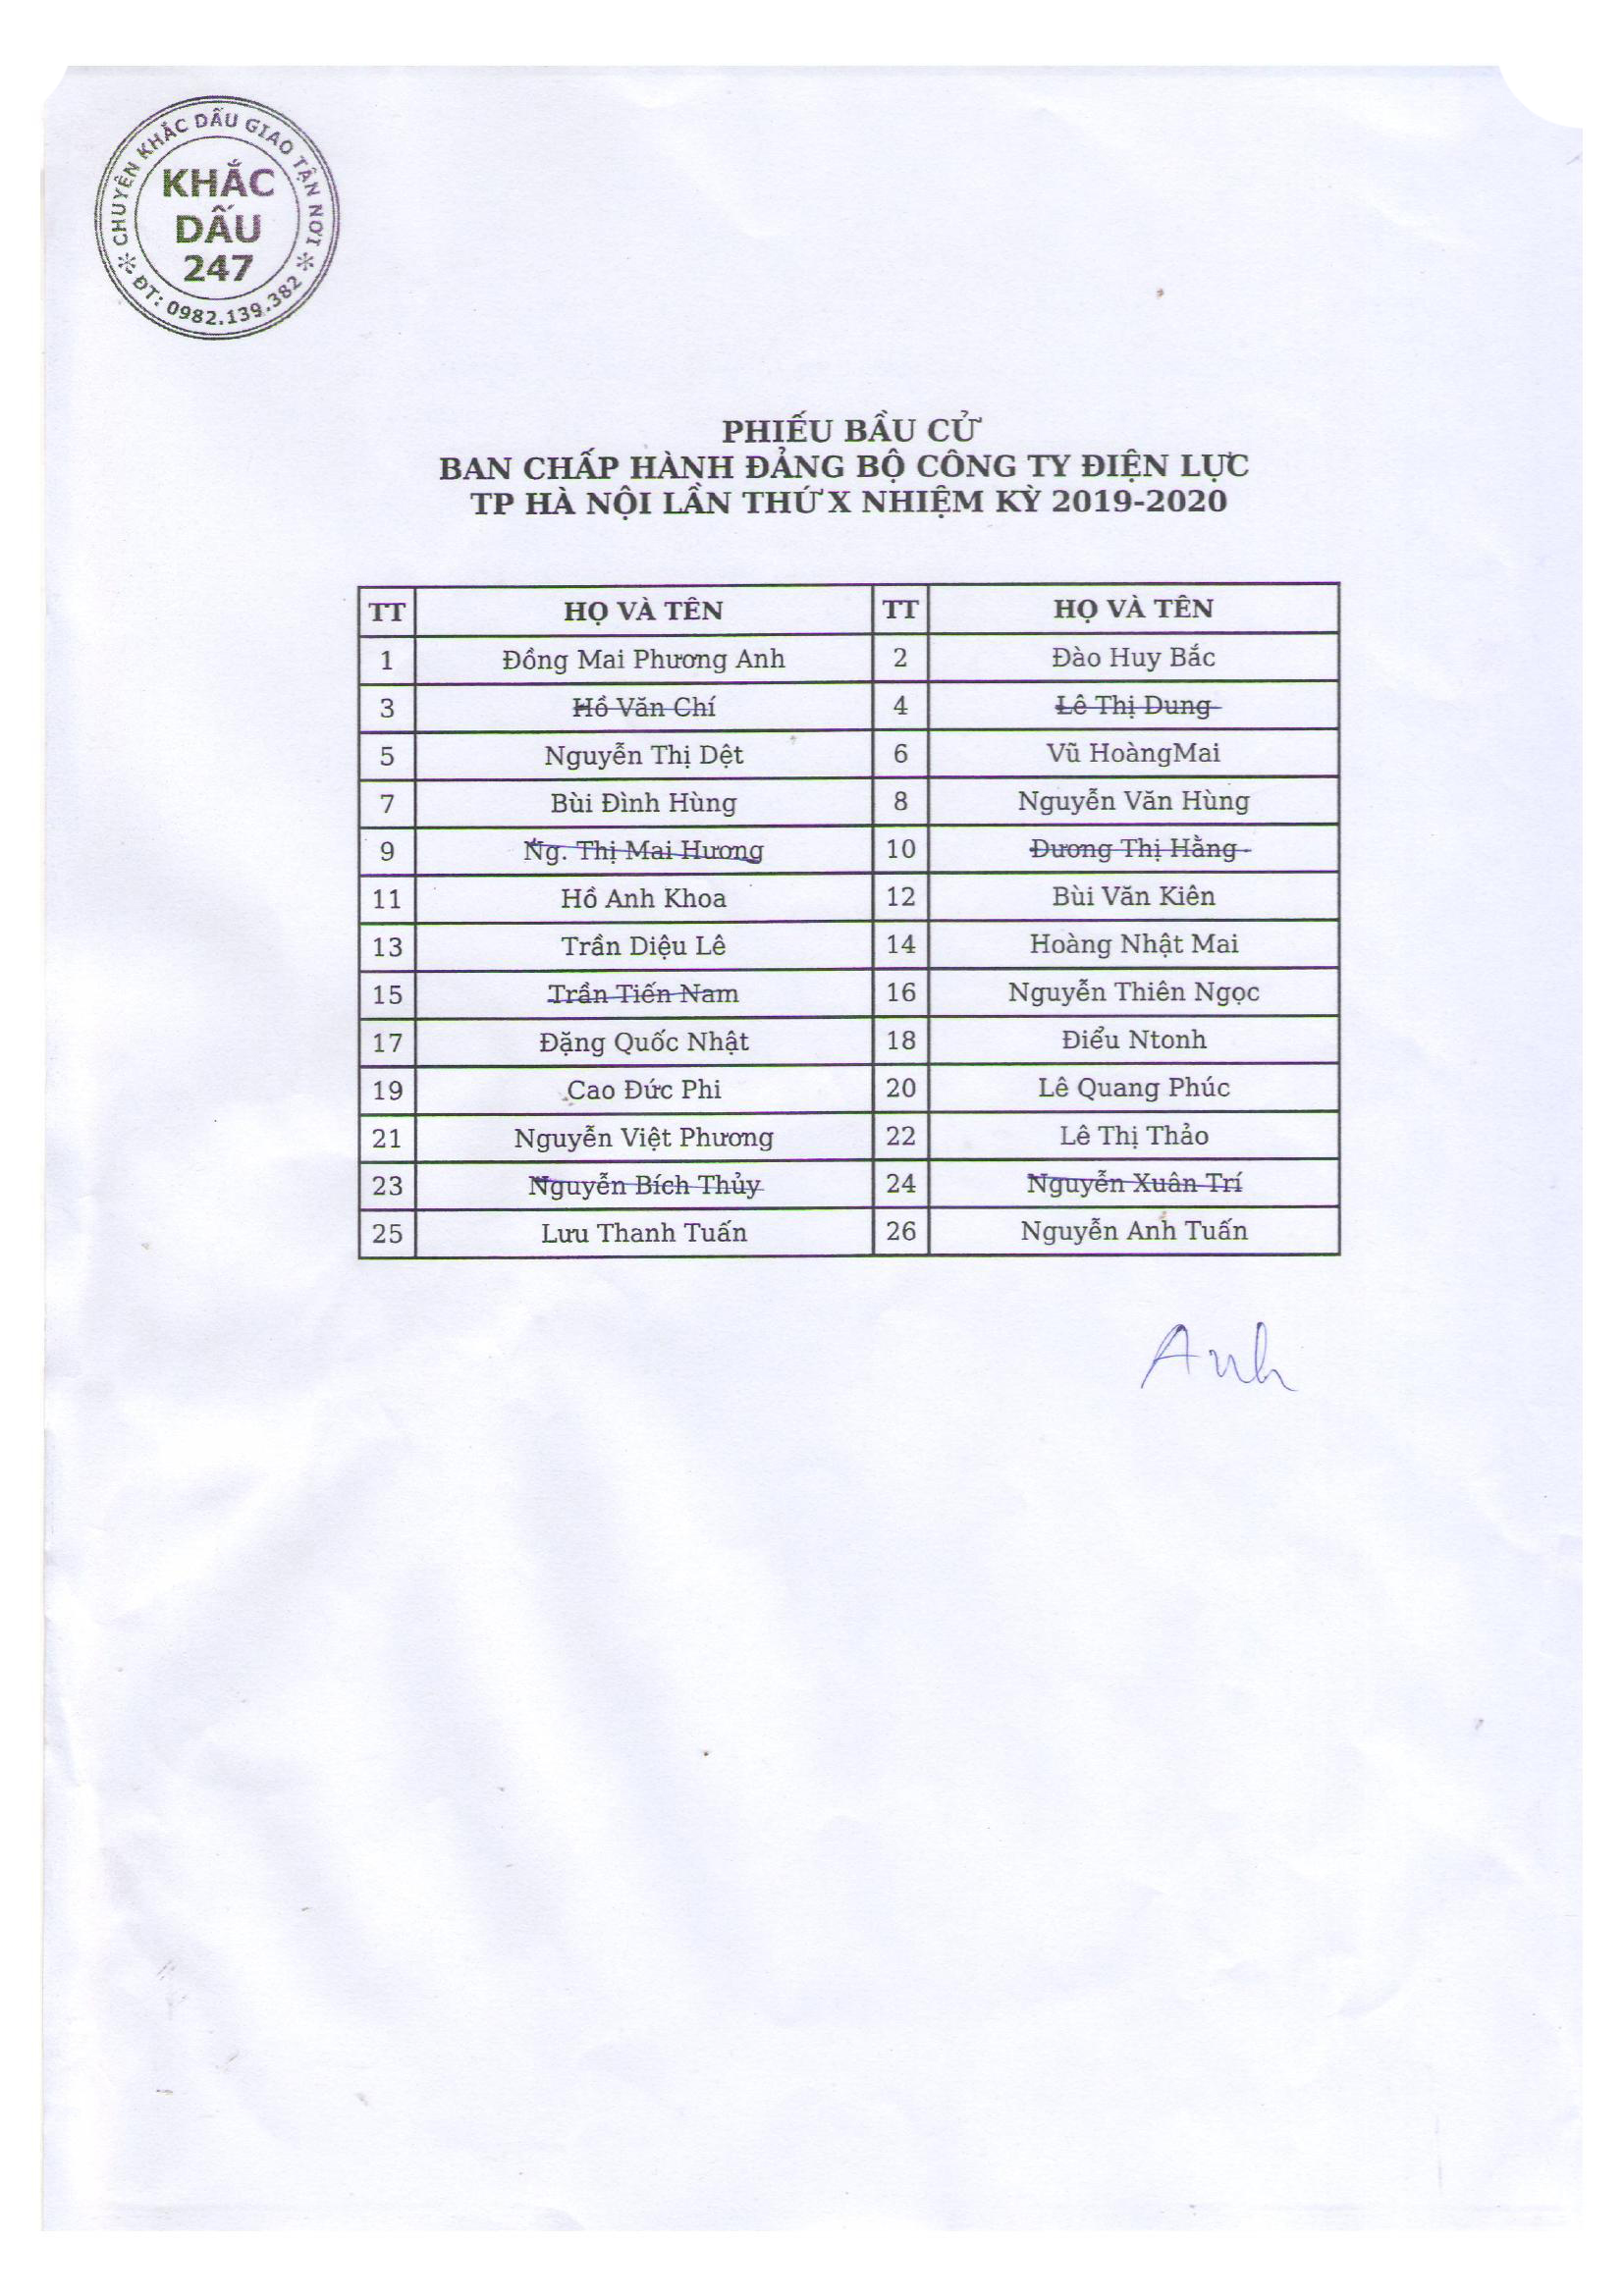 CHUYÊN KHẮC DẤU GIAO TẬN NƠI
KHẮC
DẤU
247
ĐT: 0982.139.382
PHIẾU BẦU CỬ
BAN CHẤP HÀNH ĐẢNG BỘ CÔNG TY ĐIỆN LỰC
TP HÀ NỘI LẦN THỨ X NHIỆM KỲ 2019-2020
TT HỌ VÀ TÊN TT HỌ VÀ TÊN
1 Đồng Mai Phương Anh 2 Đào Huy Bắc
3 Hồ Văn Chí 4 Lê Thị Dung
5 Nguyễn Thị Dệt 6 Vũ HoàngMai
7 Bùi Đình Hùng 8 Nguyễn Văn Hùng
9 Ng. Thị Mai Hương 10 Dương Thị Hằng
11 Hồ Anh Khoa 12 Bùi Văn Kiên
13 Trần Diệu Lê 14 Hoàng Nhật Mai
15 Trần Tiến Nam 16 Nguyễn Thiên Ngọc
17 Đặng Quốc Nhật 18 Điểu Ntonh
19 Cao Đức Phi 20 Lê Quang Phúc
21 Nguyễn Việt Phương 22 Lê Thị Thảo
23 Nguyễn Bích Thủy 24 Nguyễn Xuân Trí
25 Lưu Thanh Tuấn 26 Nguyễn Anh Tuấn
Anh